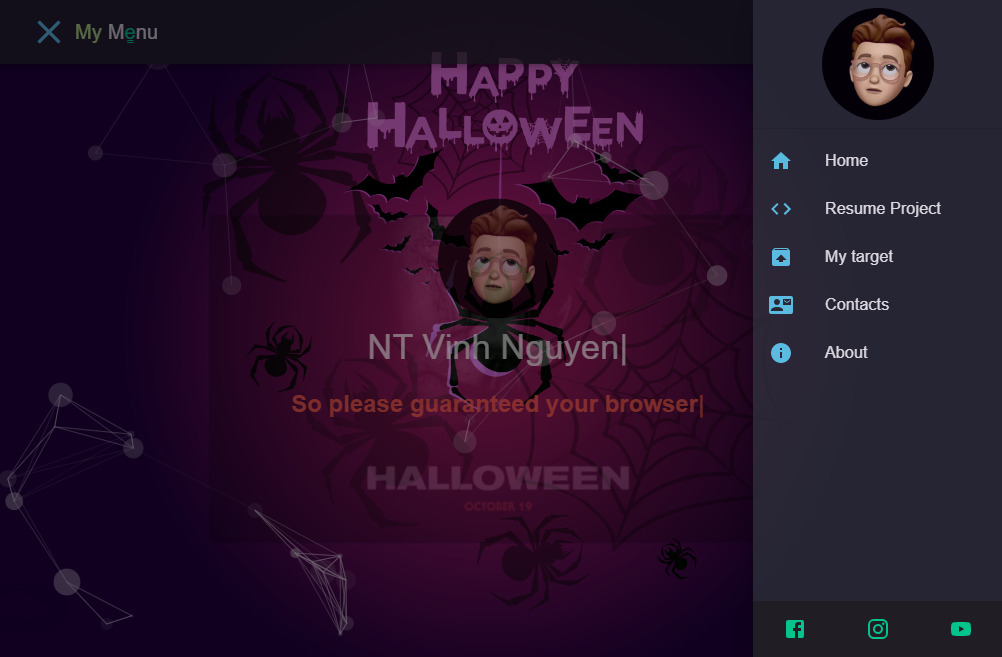 My Menu
HAPPY
HALLOWEEN
NT Vinh Nguyen|
So please guaranteed your browser|
HALLOWEEN
OCTOBER 19
Home
Resume Project
My target
Contacts
About